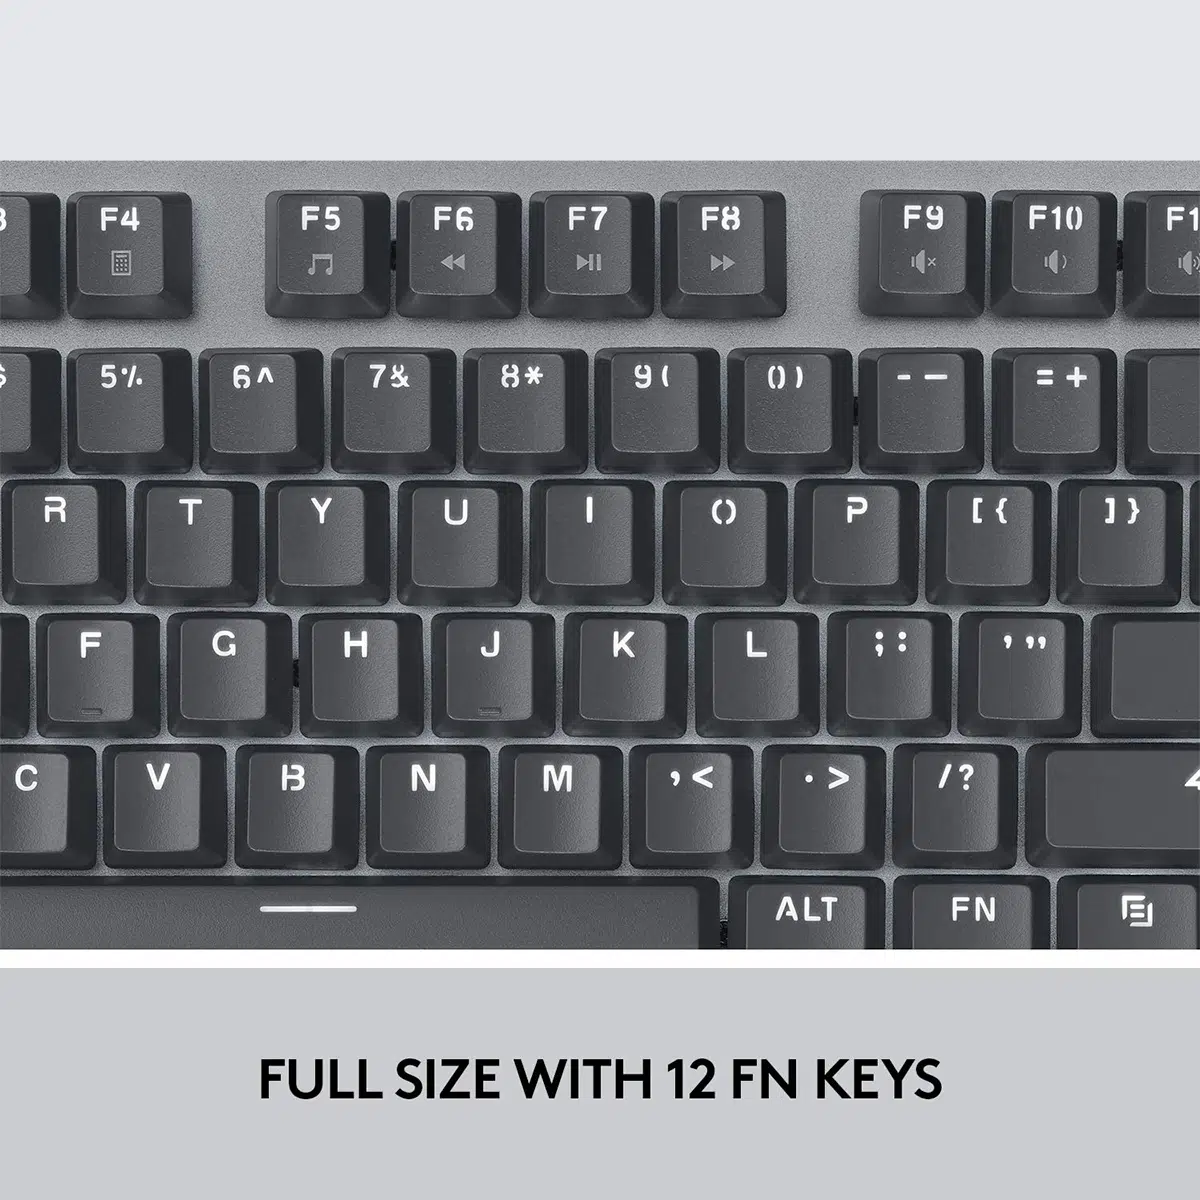 F4 F5 F6 F7 F8 F9 F10
5% 6^ 7& 8* 9( 0) - — = +
R T Y U I O P [ { ] }
F G H J K L ; : ' "
C V B N M , < . > / ?
ALT FN
FULL SIZE WITH 12 FN KEYS